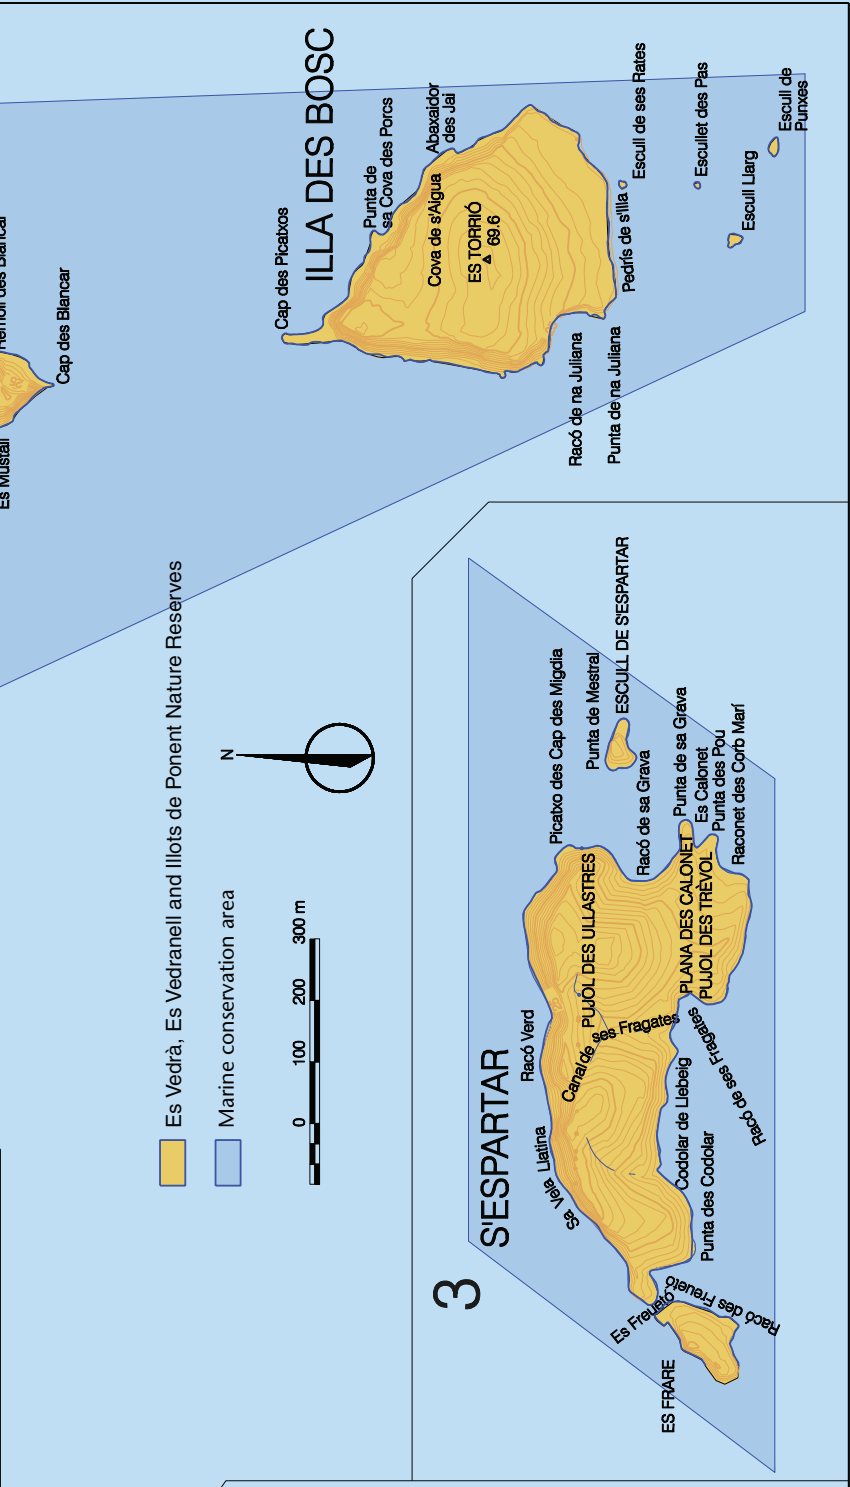 Cap des Blancar
Es Mustall
ILLA DES BOSC
Cap des Picatxos
Punta de
sa Cova des Porcs
Abaxaidor
des Jai
Cova de s'Aigua
ES TORRIÓ
69.6
Pedrís de s'Illa
Escull de ses Rates
Escullet des Pas
Escull Llarg
Escull de
Punxes
Racó de na Juliana
Punta de na Juliana
Es Vedrà, Es Vedranell and Illots de Ponent Nature Reserves
Marine conservation area
0 100 200 300 m
N
3
S'ESPARTAR
Sa Vela Llatina
Racó Verd
Picatxo des Cap des Migdia
Punta de Mestral
ESCULL DE S'ESPARTAR
Racó de sa Grava
Punta de sa Grava
Es Calonet
Punta des Pou
Raconet des Corb Marí
PUJOL DES ULLASTRES
PLANA DES CALONET
PUJOL DES TRÈVOL
Canal de ses Fragates
Racó de ses Fragates
Codolar de Llebeig
Punta des Codolar
Es Freuetó
Racó des Freuetó
ES FRARE